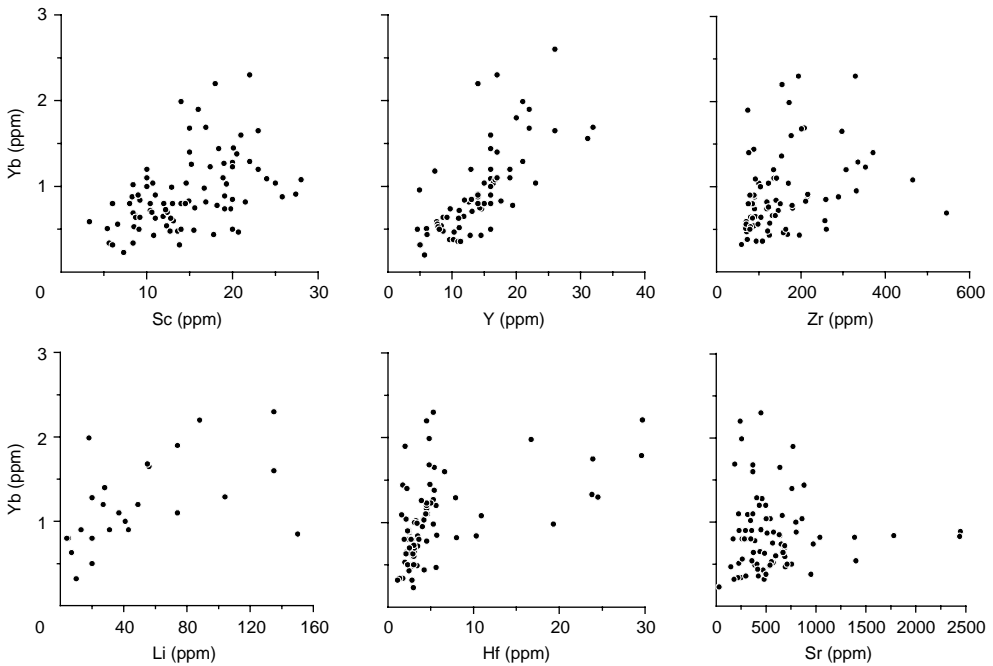 3
2
1
Yb (ppm)
0 10 20 30
Sc (ppm)
0 10 20 30 40
Y (ppm)
0 200 400 600
Zr (ppm)
3
2
1
Yb (ppm)
0 40 80 120 160
Li (ppm)
0 10 20 30
Hf (ppm)
0 500 1000 1500 2000 2500
Sr (ppm)